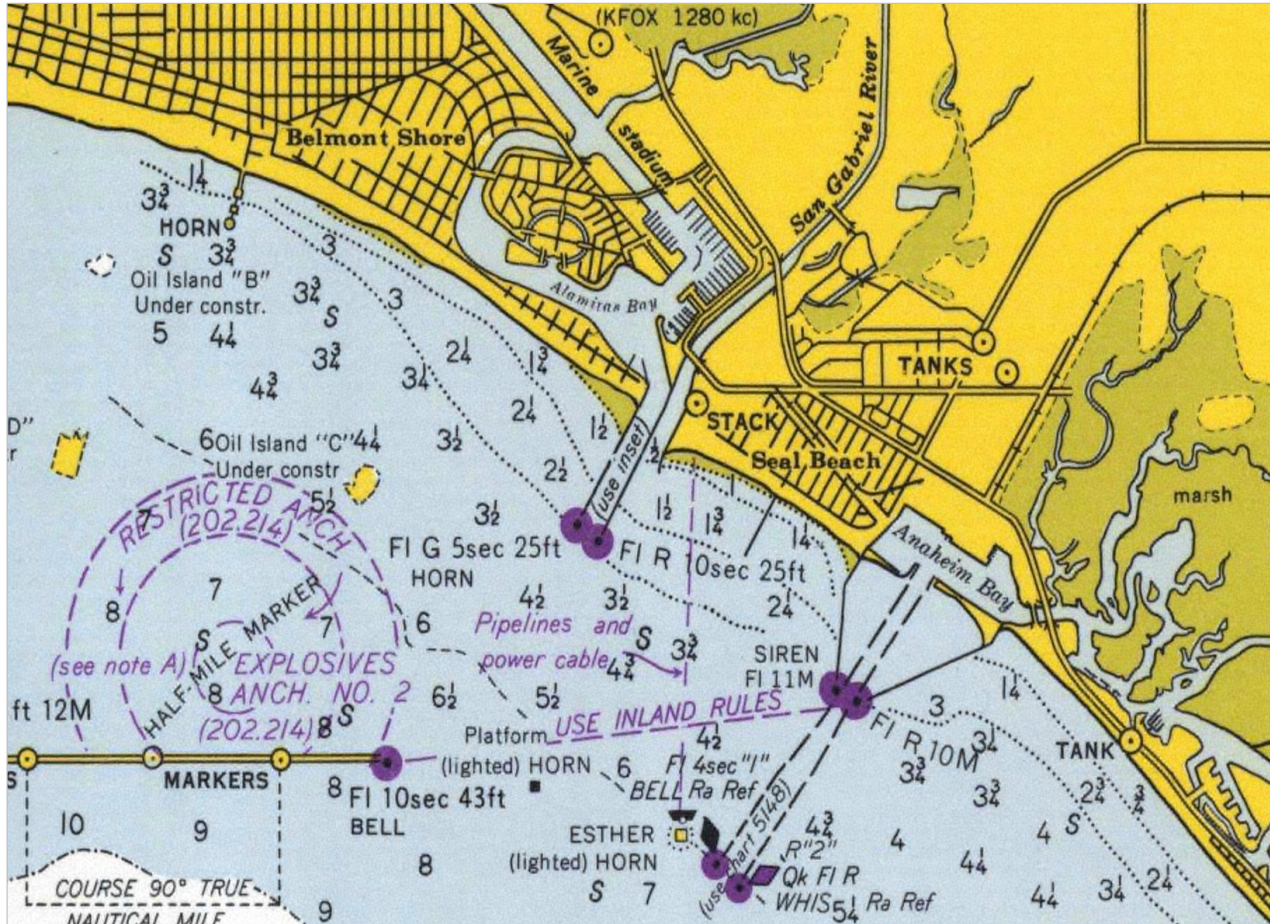 (KFOX 1280 kc)
Marine
stadium
San Gabriel River
Belmont Shore
1¼
3¾
HORN
S 3¾
3
Oil Island "B"
Under constr.
3¾
3
S
5 4¼
3¾
2¼
1¾
Alamitos Bay
4¾
3¼
2¼
TANKS
STACK
D"
r
6
Oil Island "C"
4¼
Under constr
3½
1½
½
(use inset)
Seal Beach
2½
5½
RESTRICTED ANCH
(202.214)
7
3½
1½
1
1¾
1¼
marsh
Fl G 5sec 25ft
HORN
Fl R 10sec 25ft
Anaheim Bay
7
8
4½
3½
2¼
HALF-MILE MARKER
7
6
Pipelines and
power cable
S
3¾
4¾
S
(see note A)
EXPLOSIVES
ANCH. NO. 2
(202.214)
8
8
S
6½
5½
SIREN
Fl 11M
1¼
3
ft 12M
USE INLAND RULES
Fl R 10M
3¼
TANK
Platform
(lighted) HORN
4½
6
Fl 4sec "1"
BELL Ra Ref
3¾
3¾
2¾
¾
S
MARKERS
8
Fl 10sec 43ft
BELL
10
9
8
ESTHER
(lighted) HORN
(use chart 5148)
4¾
4
4
S
R "2"
Qk Fl R
WHIS
Ra Ref
5¼
4¼
4¼
3¼
2¼
S
7
9
COURSE 90° TRUE
NAUTICAL MILE